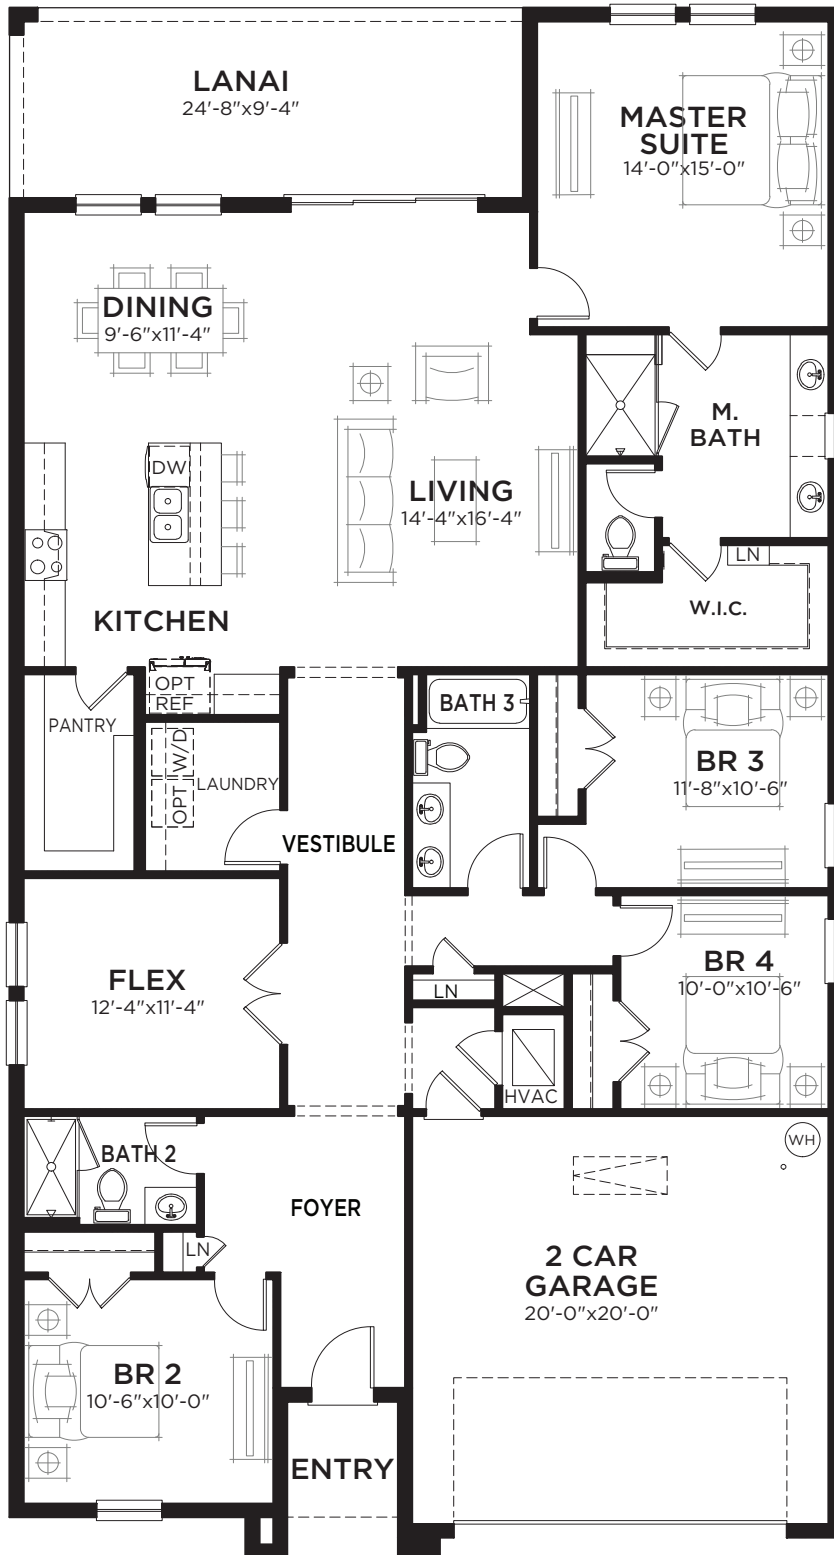 LANAI
24'-8"x9'-4"
MASTER
SUITE
14'-0"x15'-0"
DINING
9'-6"x11'-4"
M.
BATH
DW
LIVING
14'-4"x16'-4"
LN
W.I.C.
KITCHEN
OPT
REF
PANTRY
BATH 3
BR 3
11'-8"x10'-6"
OPT W/D
LAUNDRY
VESTIBULE
FLEX
12'-4"x11'-4"
LN
BR 4
10'-0"x10'-6"
HVAC
BATH 2
WH
FOYER
LN
2 CAR
GARAGE
20'-0"x20'-0"
BR 2
10'-6"x10'-0"
ENTRY